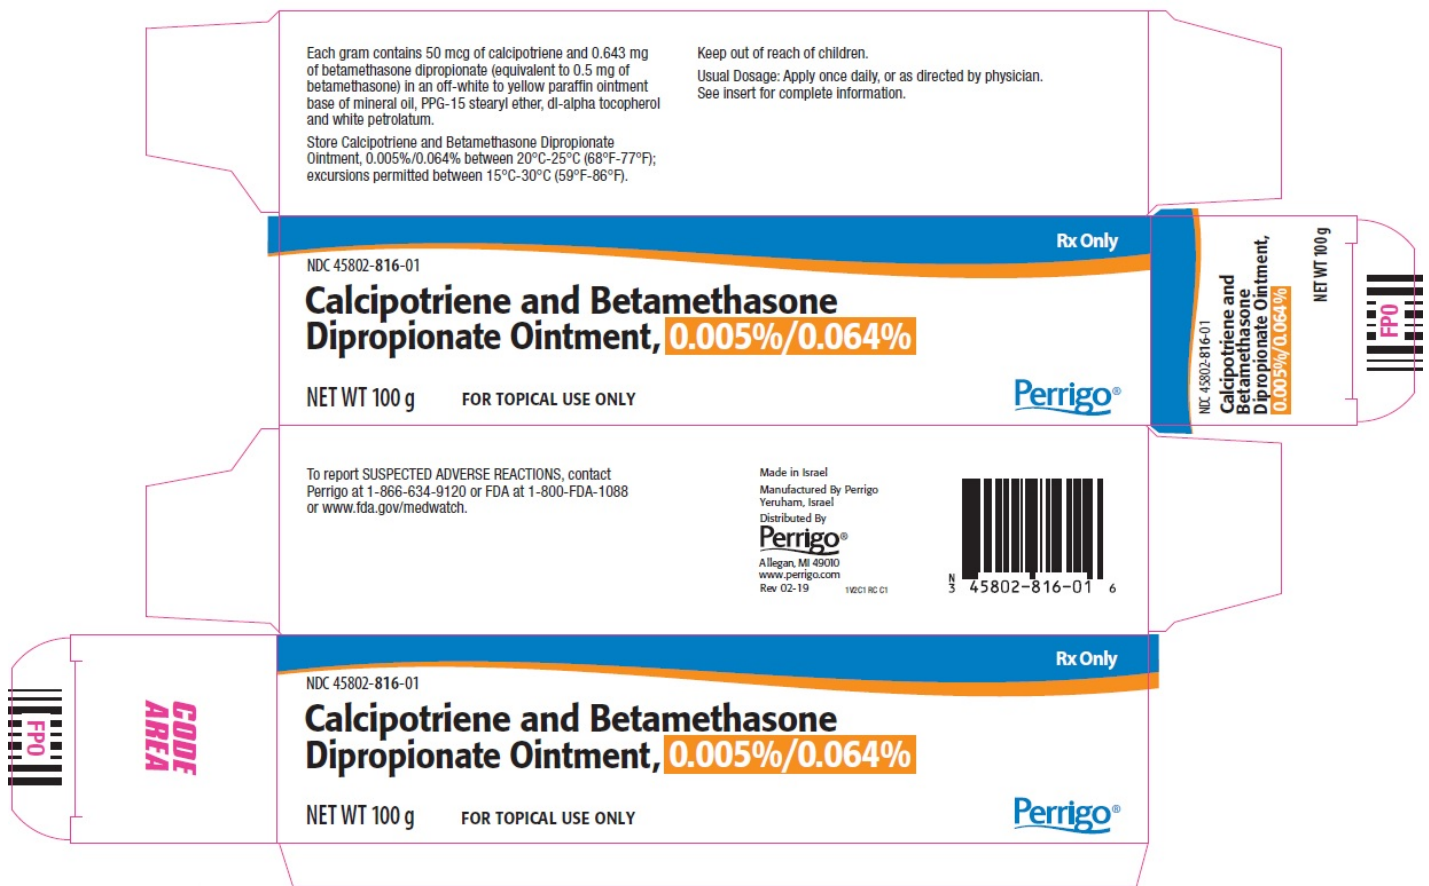 Each gram contains 50 mcg of calcipotriene and 0.643 mg
of betamethasone dipropionate (equivalent to 0.5 mg of
betamethasone) in an off-white to yellow paraffin ointment
base of mineral oil, PPG-15 stearyl ether, dl-alpha tocopherol
and white petrolatum.
Store Calcipotriene and Betamethasone Dipropionate
Ointment, 0.005%/0.064% between 20°C-25°C (68°F-77°F);
excursions permitted between 15°C-30°C (59°F-86°F).
Keep out of reach of children.
Usual Dosage: Apply once daily, or as directed by physician.
See insert for complete information.
Rx Only
NDC 45802-816-01
Calcipotriene and Betamethasone
Dipropionate Ointment, 0.005%/0.064%
NET WT 100 g FOR TOPICAL USE ONLY
Perrigo®
NDC 45802-816-01
Calcipotriene and
Betamethasone
Dipropionate Ointment,
0.005%/0.064%
NET WT 100 g
FPO
To report SUSPECTED ADVERSE REACTIONS, contact
Perrigo at 1-866-634-9120 or FDA at 1-800-FDA-1088
or www.fda.gov/medwatch.
Made in Israel
Manufactured By Perrigo
Yeruham, Israel
Distributed By
Perrigo®
Allegan, MI 49010
www.perrigo.com
Rev 02-19 1V2C1 RC C1
N
3 45802-816-01 6
FPO
CODE
AREA
Rx Only
NDC 45802-816-01
Calcipotriene and Betamethasone
Dipropionate Ointment, 0.005%/0.064%
NET WT 100 g FOR TOPICAL USE ONLY
Perrigo®